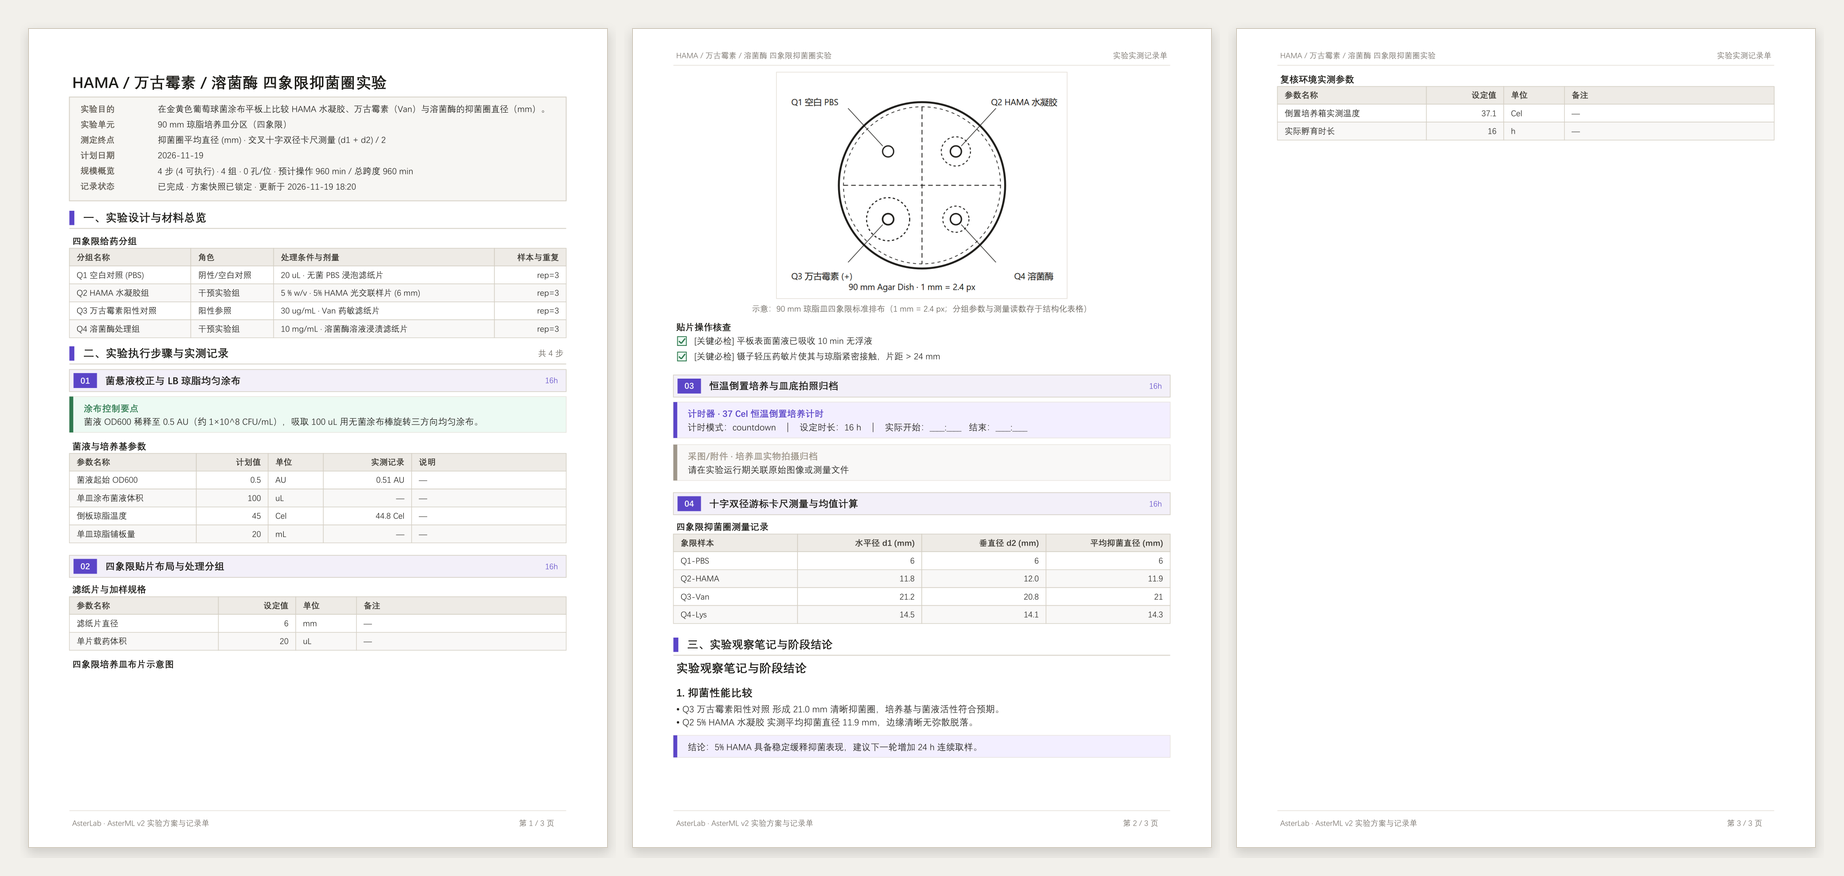 HAMA / 万古霉素 / 溶菌酶 四象限抑菌圈实验
实验目的 在金黄色葡萄球菌涂布平板上比较 HAMA 水凝胶、万古霉素（Van）与溶菌酶的抑菌圈直径（mm）。
实验单元 90 mm 琼脂培养皿分区（四象限）
测定终点 抑菌圈平均直径 (mm) · 交叉十字双径卡尺测量 (d1 + d2) / 2
计划日期 2026-11-19
规模概览 4 步 (4 可执行) · 4 组 · 0 孔/位 · 预计操作 960 min / 总跨度 960 min
记录状态 已完成 · 方案快照已锁定 · 更新于 2026-11-19 18:20
一、实验设计与材料总览
四象限给药分组
分组名称 角色 处理条件与剂量 样本与重复
Q1 空白对照 (PBS) 阴性/空白对照 20 uL · 无菌 PBS 浸泡滤纸片 rep=3
Q2 HAMA 水凝胶组 干预实验组 5 % w/v · 5% HAMA 光交联样片 (6 mm) rep=3
Q3 万古霉素阳性对照 阳性参照 30 ug/mL · Van 药敏滤纸片 rep=3
Q4 溶菌酶处理组 干预实验组 10 mg/mL · 溶菌酶溶液浸渍滤纸片 rep=3
二、实验执行步骤与实测记录 共 4 步
01 菌悬液校正与 LB 琼脂均匀涂布 16h
涂布控制要点
菌液 OD600 稀释至 0.5 AU（约 1×10^8 CFU/mL），吸取 100 uL 用无菌涂布棒旋转三方向均匀涂布。
菌液与培养基参数
参数名称 计划值 单位 实测记录 说明
菌液起始 OD600 0.5 AU 0.51 AU —
单皿涂布菌液体积 100 uL — —
倒板琼脂温度 45 Cel 44.8 Cel —
单皿琼脂铺板量 20 mL — —
02 四象限贴片布局与处理分组 16h
滤纸片与加样规格
参数名称 设定值 单位 备注
滤纸片直径 6 mm —
单片载药体积 20 uL —
四象限培养皿布片示意图
AsterLab · AsterML v2 实验方案与记录单 第 1 / 3 页
HAMA / 万古霉素 / 溶菌酶 四象限抑菌圈实验 实验实测记录单
Q1 空白 PBS Q2 HAMA 水凝胶
Q3 万古霉素 (+) Q4 溶菌酶
90 mm Agar Dish · 1 mm = 2.4 px
示意：90 mm 琼脂皿四象限标准排布（1 mm = 2.4 px；分组参数与测量读数存于结构化表格）
贴片操作核查
[关键必检] 平板表面菌液已吸收 10 min 无浮液
[关键必检] 镊子轻压药敏片使其与琼脂紧密接触，片距 > 24 mm
03 恒温倒置培养与皿底拍照归档 16h
计时器 · 37 Cel 恒温倒置培养计时
计时模式：countdown | 设定时长：16 h | 实际开始：___:___ 结束：___:___
采图/附件 · 培养皿实物拍摄归档
请在实验运行期关联原始图像或测量文件
04 十字双径游标卡尺测量与均值计算 16h
四象限抑菌圈测量记录
象限样本 水平径 d1 (mm) 垂直径 d2 (mm) 平均抑菌直径 (mm)
Q1-PBS 6 6 6
Q2-HAMA 11.8 12.0 11.9
Q3-Van 21.2 20.8 21
Q4-Lys 14.5 14.1 14.3
三、实验观察笔记与阶段结论
实验观察笔记与阶段结论
1. 抑菌性能比较
• Q3 万古霉素阳性对照 形成 21.0 mm 清晰抑菌圈，培养基与菌液活性符合预期。
• Q2 5% HAMA 水凝胶 实测平均抑菌直径 11.9 mm，边缘清晰无弥散脱落。
结论：5% HAMA 具备稳定缓释抑菌表现，建议下一轮增加 24 h 连续取样。
AsterLab · AsterML v2 实验方案与记录单 第 2 / 3 页
HAMA / 万古霉素 / 溶菌酶 四象限抑菌圈实验 实验实测记录单
复核环境实测参数
参数名称 设定值 单位 备注
倒置培养箱实测温度 37.1 Cel —
实际孵育时长 16 h —
AsterLab · AsterML v2 实验方案与记录单 第 3 / 3 页